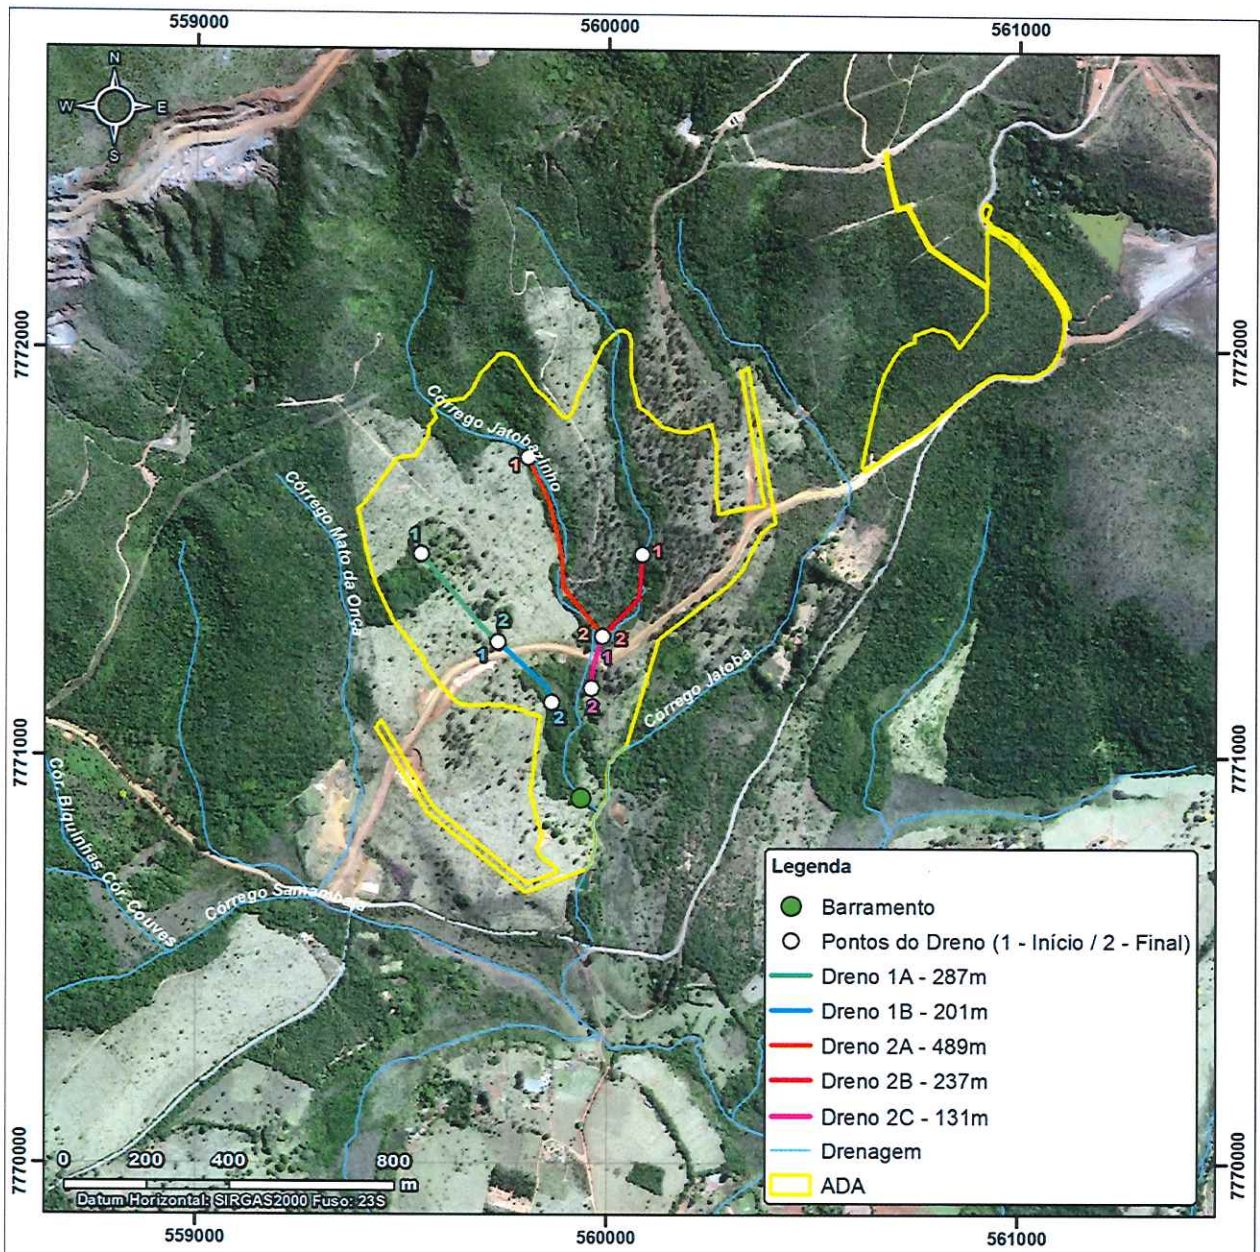 559000
560000
561000
N
W
E
S
7772000
7772000
Córrego Jatobazinho
1
Córrego Mato da Onça
1
1
2
2
2
1
1
Córrego Jatobá
2
2
7771000
7771000
Cór. Biquinhas
Cór Couves
Córrego Samambaia
Legenda
Barramento
Pontos do Dreno (1 - Início / 2 - Final)
Dreno 1A - 287m
Dreno 1B - 201m
Dreno 2A - 489m
Dreno 2B - 237m
Dreno 2C - 131m
Drenagem
ADA
7770000
7770000
0 200 400 800
m
Datum Horizontal: SIRGAS2000 Fuso: 23S
559000
560000
561000